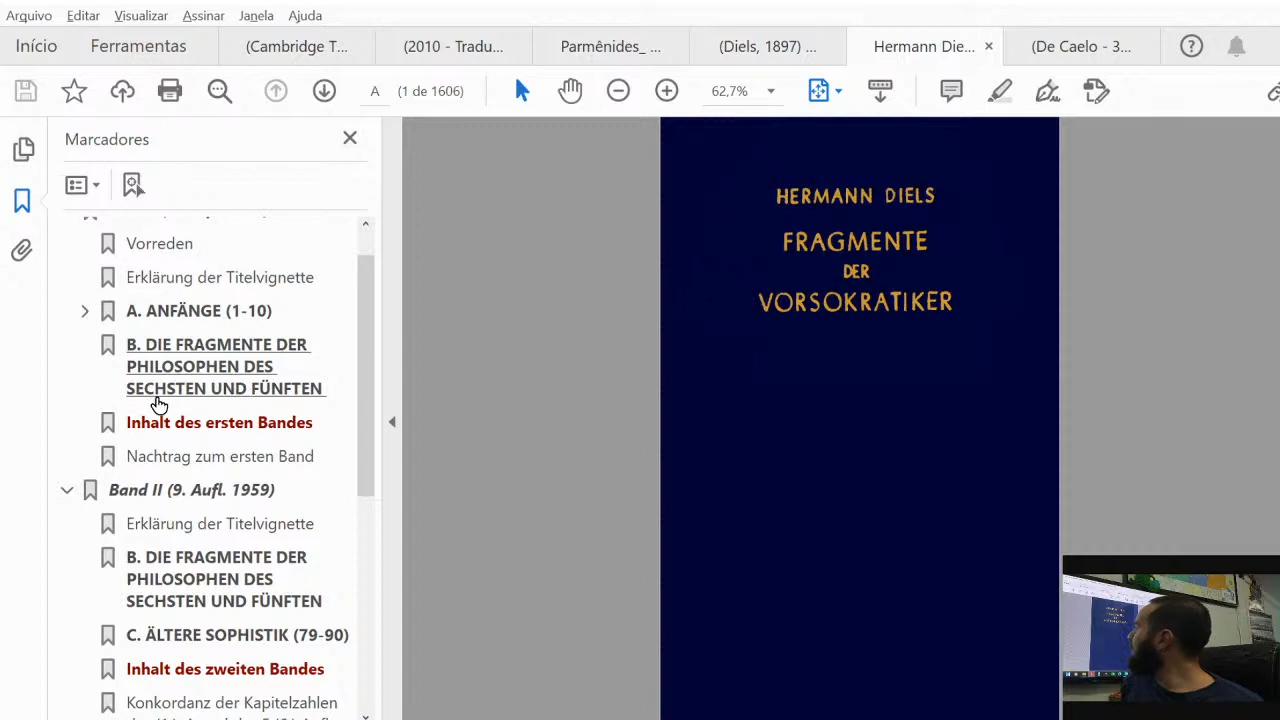 Arquivo Editar Visualizar Assinar Janela Ajuda
Início Ferramentas (Cambridge T... (2010 - Tradu... Parmênides_ ... (Diels, 1897) ... Hermann Die... (De Caelo - 3...
A (1 de 1606) 62,7%
Marcadores
Vorreden
Erklärung der Titelvignette
A. ANFÄNGE (1-10)
B. DIE FRAGMENTE DER
PHILOSOPHEN DES
SECHSTEN UND FÜNFTEN
Inhalt des ersten Bandes
Nachtrag zum ersten Band
Band II (9. Aufl. 1959)
Erklärung der Titelvignette
B. DIE FRAGMENTE DER
PHILOSOPHEN DES
SECHSTEN UND FÜNFTEN
C. ÄLTERE SOPHISTIK (79-90)
Inhalt des zweiten Bandes
Konkordanz der Kapitelzahlen
HERMANN DIELS
FRAGMENTE
DER
VORSOKRATIKER